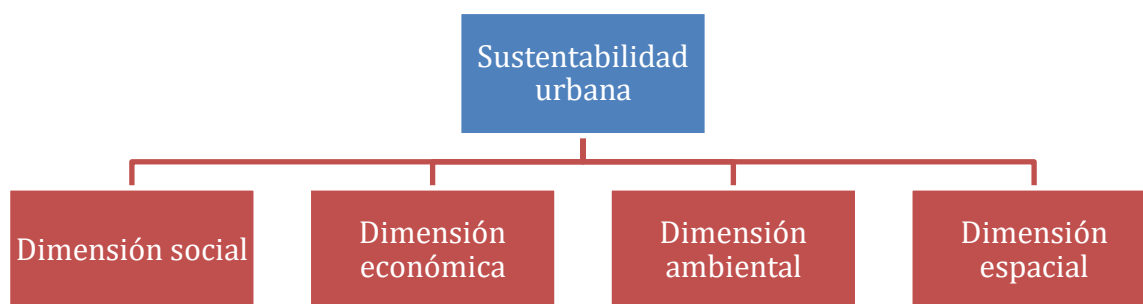 Sustentabilidad
urbana
Dimensión social
Dimensión
económica
Dimensión
ambiental
Dimensión
espacial